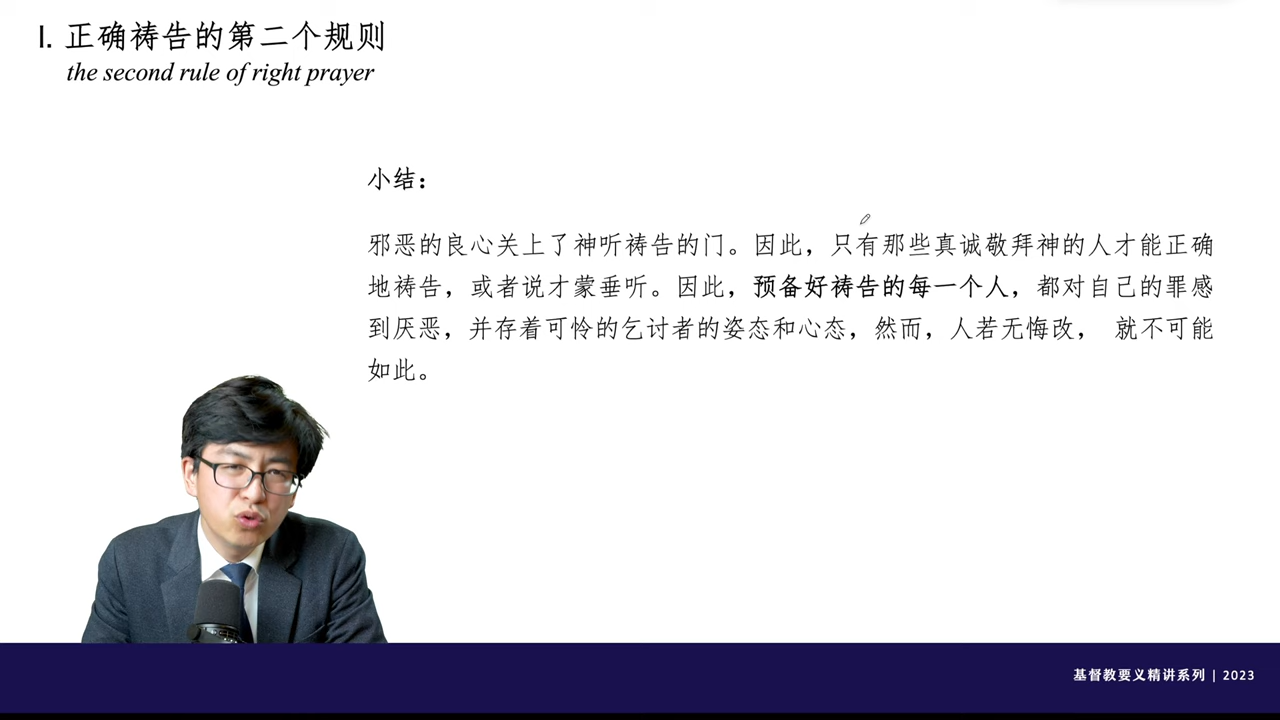 I. 正确祷告的第二个规则
the second rule of right prayer
小结：
邪恶的良心关上了神听祷告的门。因此，只有那些真诚敬拜神的人才能正确
地祷告，或者说才蒙垂听。因此，预备好祷告的每一个人，都对自己的罪感
到厌恶，并存着可怜的乞讨者的姿态和心态，然而，人若无悔改， 就不可能
如此。
基督教要义精讲系列 | 2023